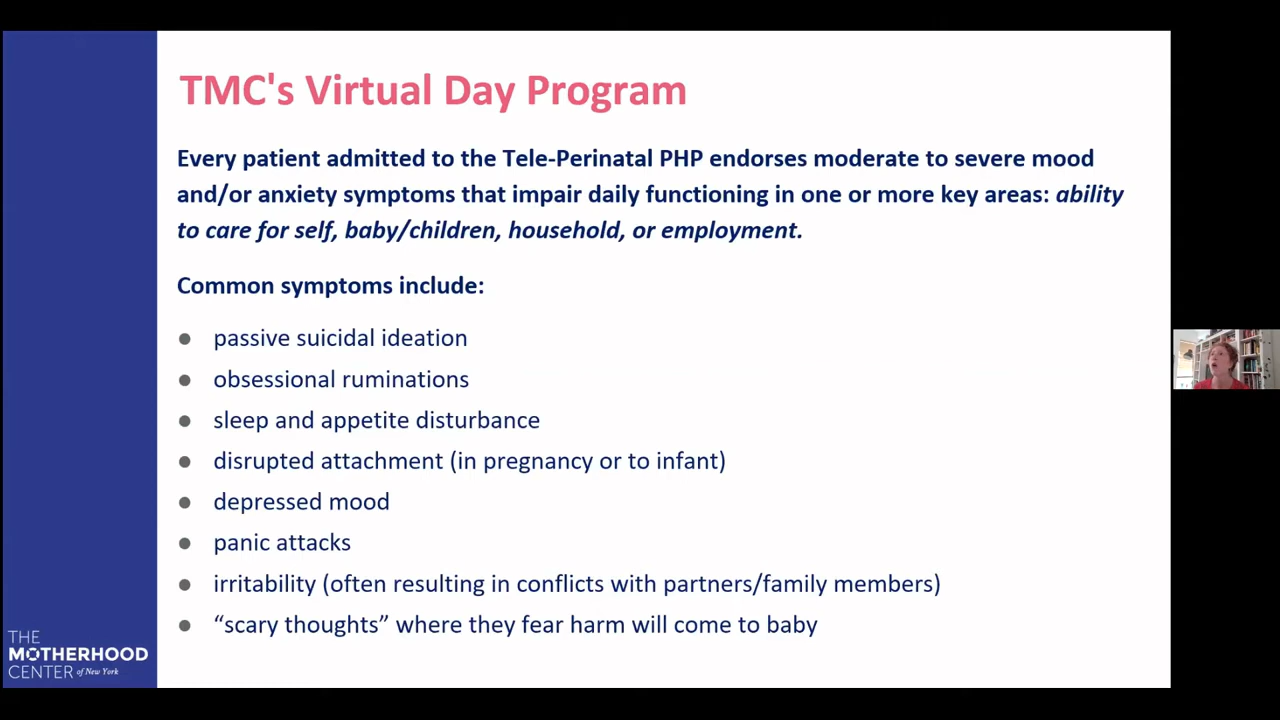 TMC's Virtual Day Program
Every patient admitted to the Tele-Perinatal PHP endorses moderate to severe mood
and/or anxiety symptoms that impair daily functioning in one or more key areas: ability
to care for self, baby/children, household, or employment.
Common symptoms include:
● passive suicidal ideation
● obsessional ruminations
● sleep and appetite disturbance
● disrupted attachment (in pregnancy or to infant)
● depressed mood
● panic attacks
● irritability (often resulting in conflicts with partners/family members)
● “scary thoughts” where they fear harm will come to baby
THE
MOTHERHOOD
CENTER of New York